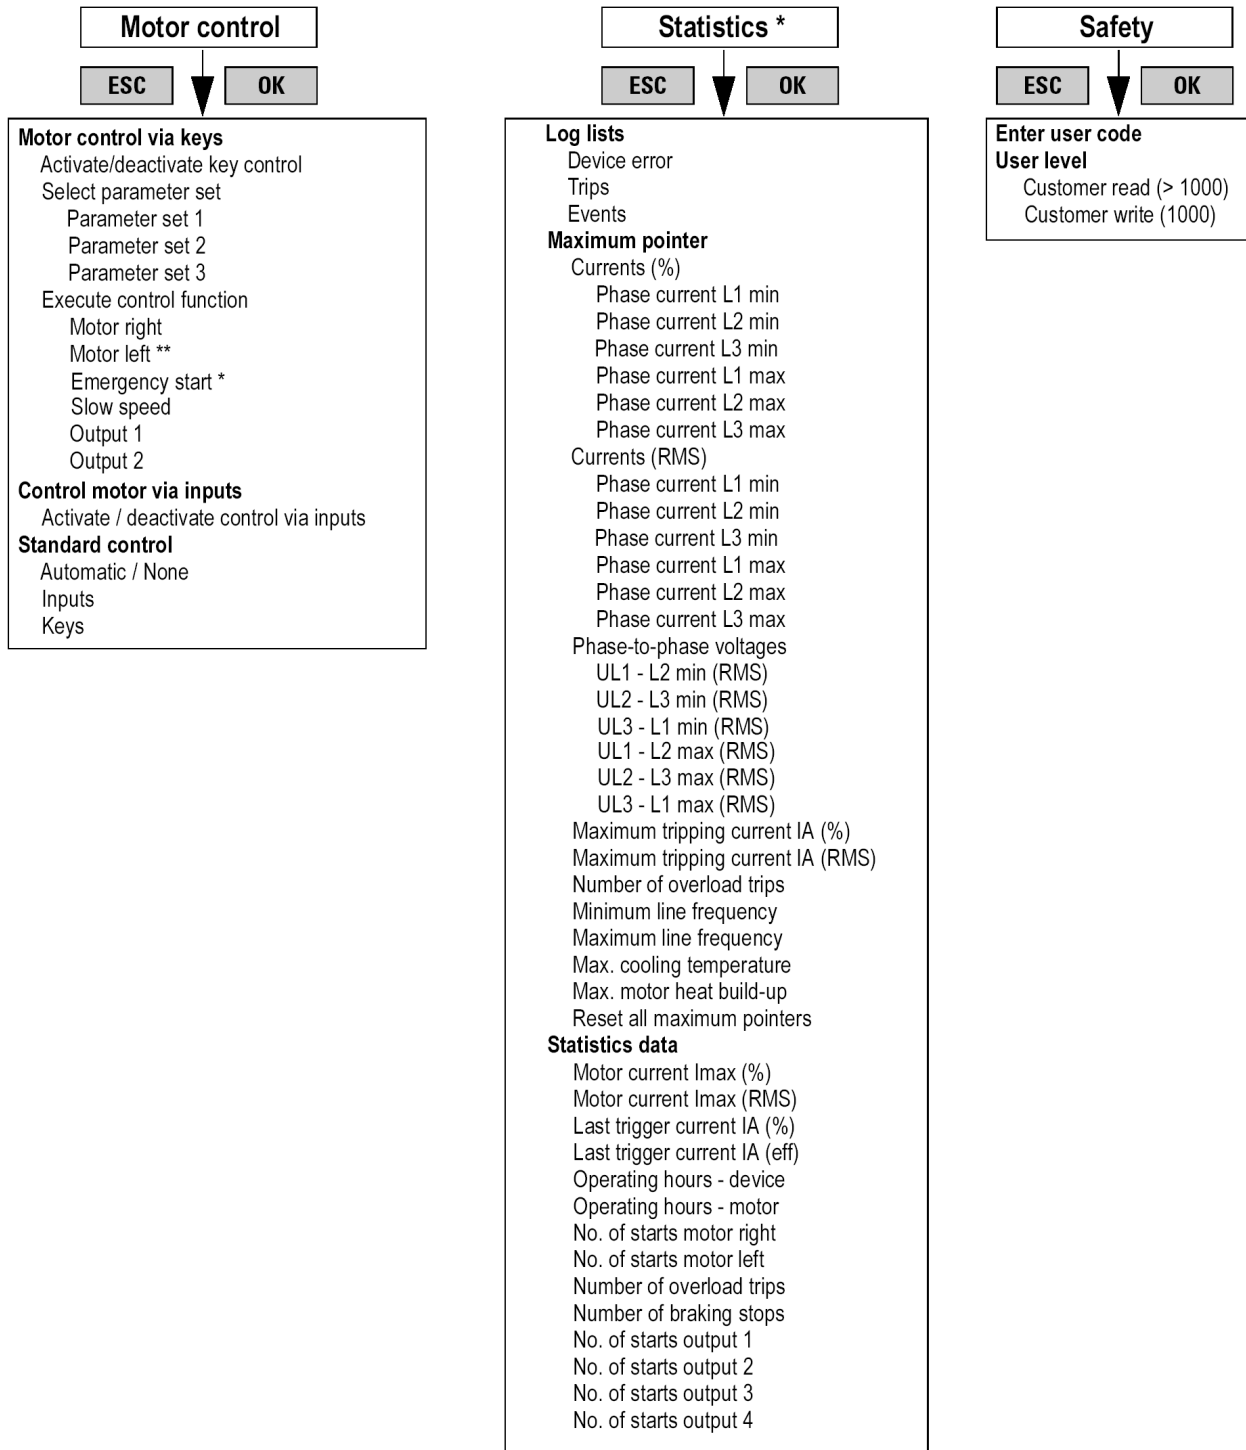 Motor control
ESC
OK
Motor control via keys
Activate/deactivate key control
Select parameter set
Parameter set 1
Parameter set 2
Parameter set 3
Execute control function
Motor right
Motor left **
Emergency start *
Slow speed
Output 1
Output 2
Control motor via inputs
Activate / deactivate control via inputs
Standard control
Automatic / None
Inputs
Keys
Statistics *
ESC
OK
Log lists
Device error
Trips
Events
Maximum pointer
Currents (%)
Phase current L1 min
Phase current L2 min
Phase current L3 min
Phase current L1 max
Phase current L2 max
Phase current L3 max
Currents (RMS)
Phase current L1 min
Phase current L2 min
Phase current L3 min
Phase current L1 max
Phase current L2 max
Phase current L3 max
Phase-to-phase voltages
UL1 - L2 min (RMS)
UL2 - L3 min (RMS)
UL3 - L1 min (RMS)
UL1 - L2 max (RMS)
UL2 - L3 max (RMS)
UL3 - L1 max (RMS)
Maximum tripping current IA (%)
Maximum tripping current IA (RMS)
Number of overload trips
Minimum line frequency
Maximum line frequency
Max. cooling temperature
Max. motor heat build-up
Reset all maximum pointers
Statistics data
Motor current Imax (%)
Motor current Imax (RMS)
Last trigger current IA (%)
Last trigger current IA (eff)
Operating hours - device
Operating hours - motor
No. of starts motor right
No. of starts motor left
Number of overload trips
Number of braking stops
No. of starts output 1
No. of starts output 2
No. of starts output 3
No. of starts output 4
Safety
ESC
OK
Enter user code
User level
Customer read (> 1000)
Customer write (1000)